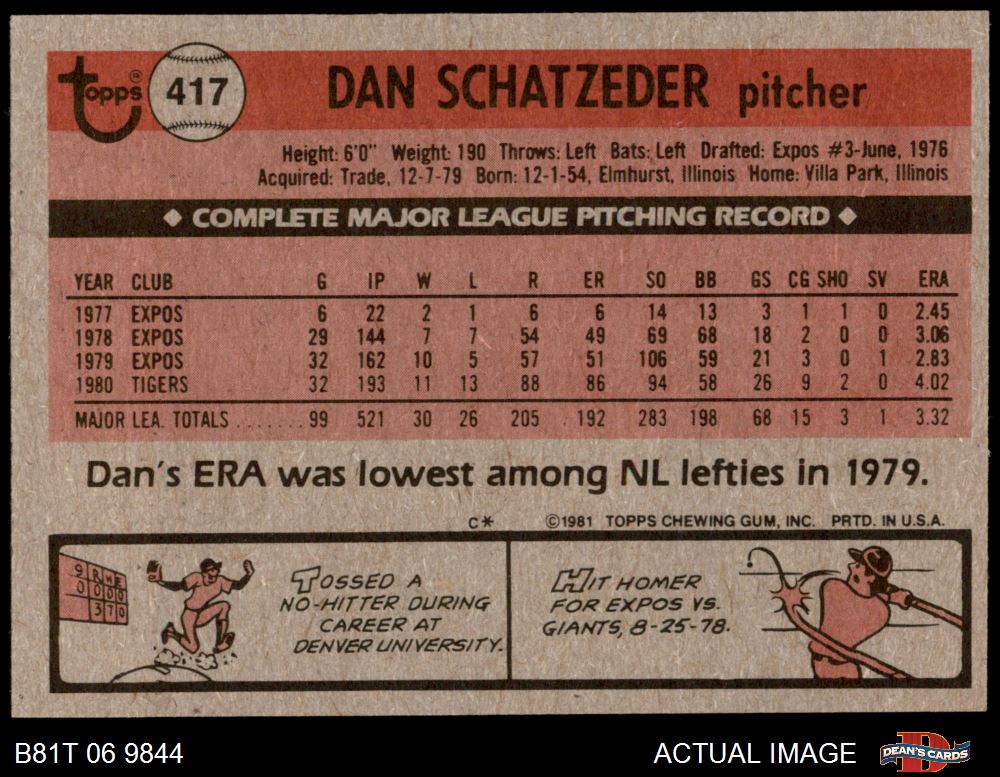 Topps® 417 DAN SCHATZEDER pitcher
Height: 6'0" Weight: 190 Throws: Left Bats: Left Drafted: Expos #3-June, 1976
Acquired: Trade, 12-7-79 Born: 12-1-54, Elmhurst, Illinois Home: Villa Park, Illinois
◆ COMPLETE MAJOR LEAGUE PITCHING RECORD ◆
YEAR CLUB G IP W L R ER SO BB GS CG SHO SV ERA
1977 EXPOS 6 22 2 1 6 6 14 13 3 1 1 0 2.45
1978 EXPOS 29 144 7 7 54 49 69 68 18 2 0 0 3.06
1979 EXPOS 32 162 10 5 57 51 106 59 21 3 0 1 2.83
1980 TIGERS 32 193 11 13 88 86 94 58 26 9 2 0 4.02
MAJOR LEA. TOTALS ....... 99 521 30 26 205 192 283 198 68 15 3 1 3.32
Dan's ERA was lowest among NL lefties in 1979.
C* ©1981 TOPPS CHEWING GUM, INC. PRTD. IN U.S.A.
9 R H E
0 0 0 0
3 7 0
TOSSED A
NO-HITTER DURING
CAREER AT
DENVER UNIVERSITY.
HIT HOMER
FOR EXPOS VS.
GIANTS, 8-25-78.
B81T 06 9844 ACTUAL IMAGE DEAN'S CARDS